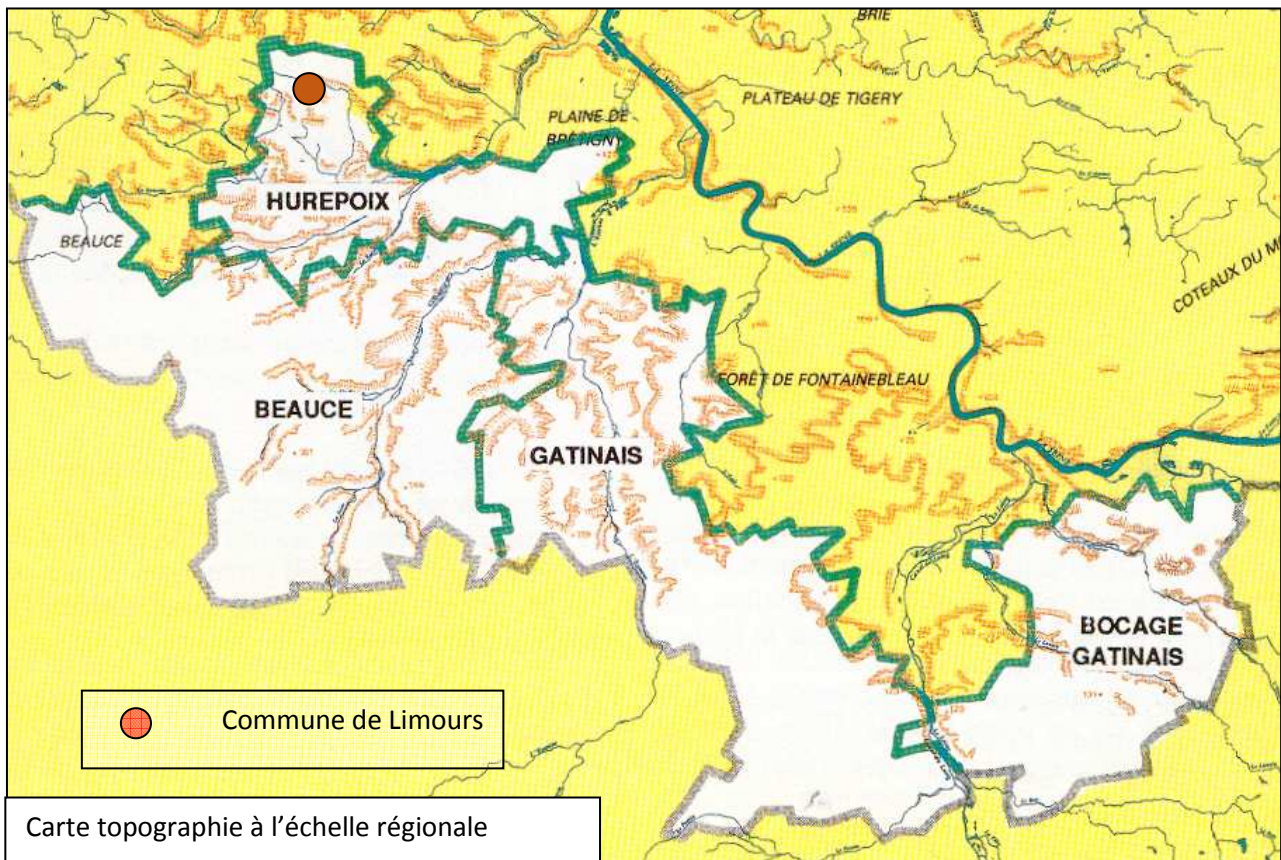 BRIE
PLATEAU DE TIGERY
PLAINE DE
BRÉTIGNY
HUREPOIX
BEAUCE
COTEAUX DU M
FORÊT DE FONTAINEBLEAU
BEAUCE
GATINAIS
BOCAGE
GATINAIS
Commune de Limours
Carte topographie à l’échelle régionale